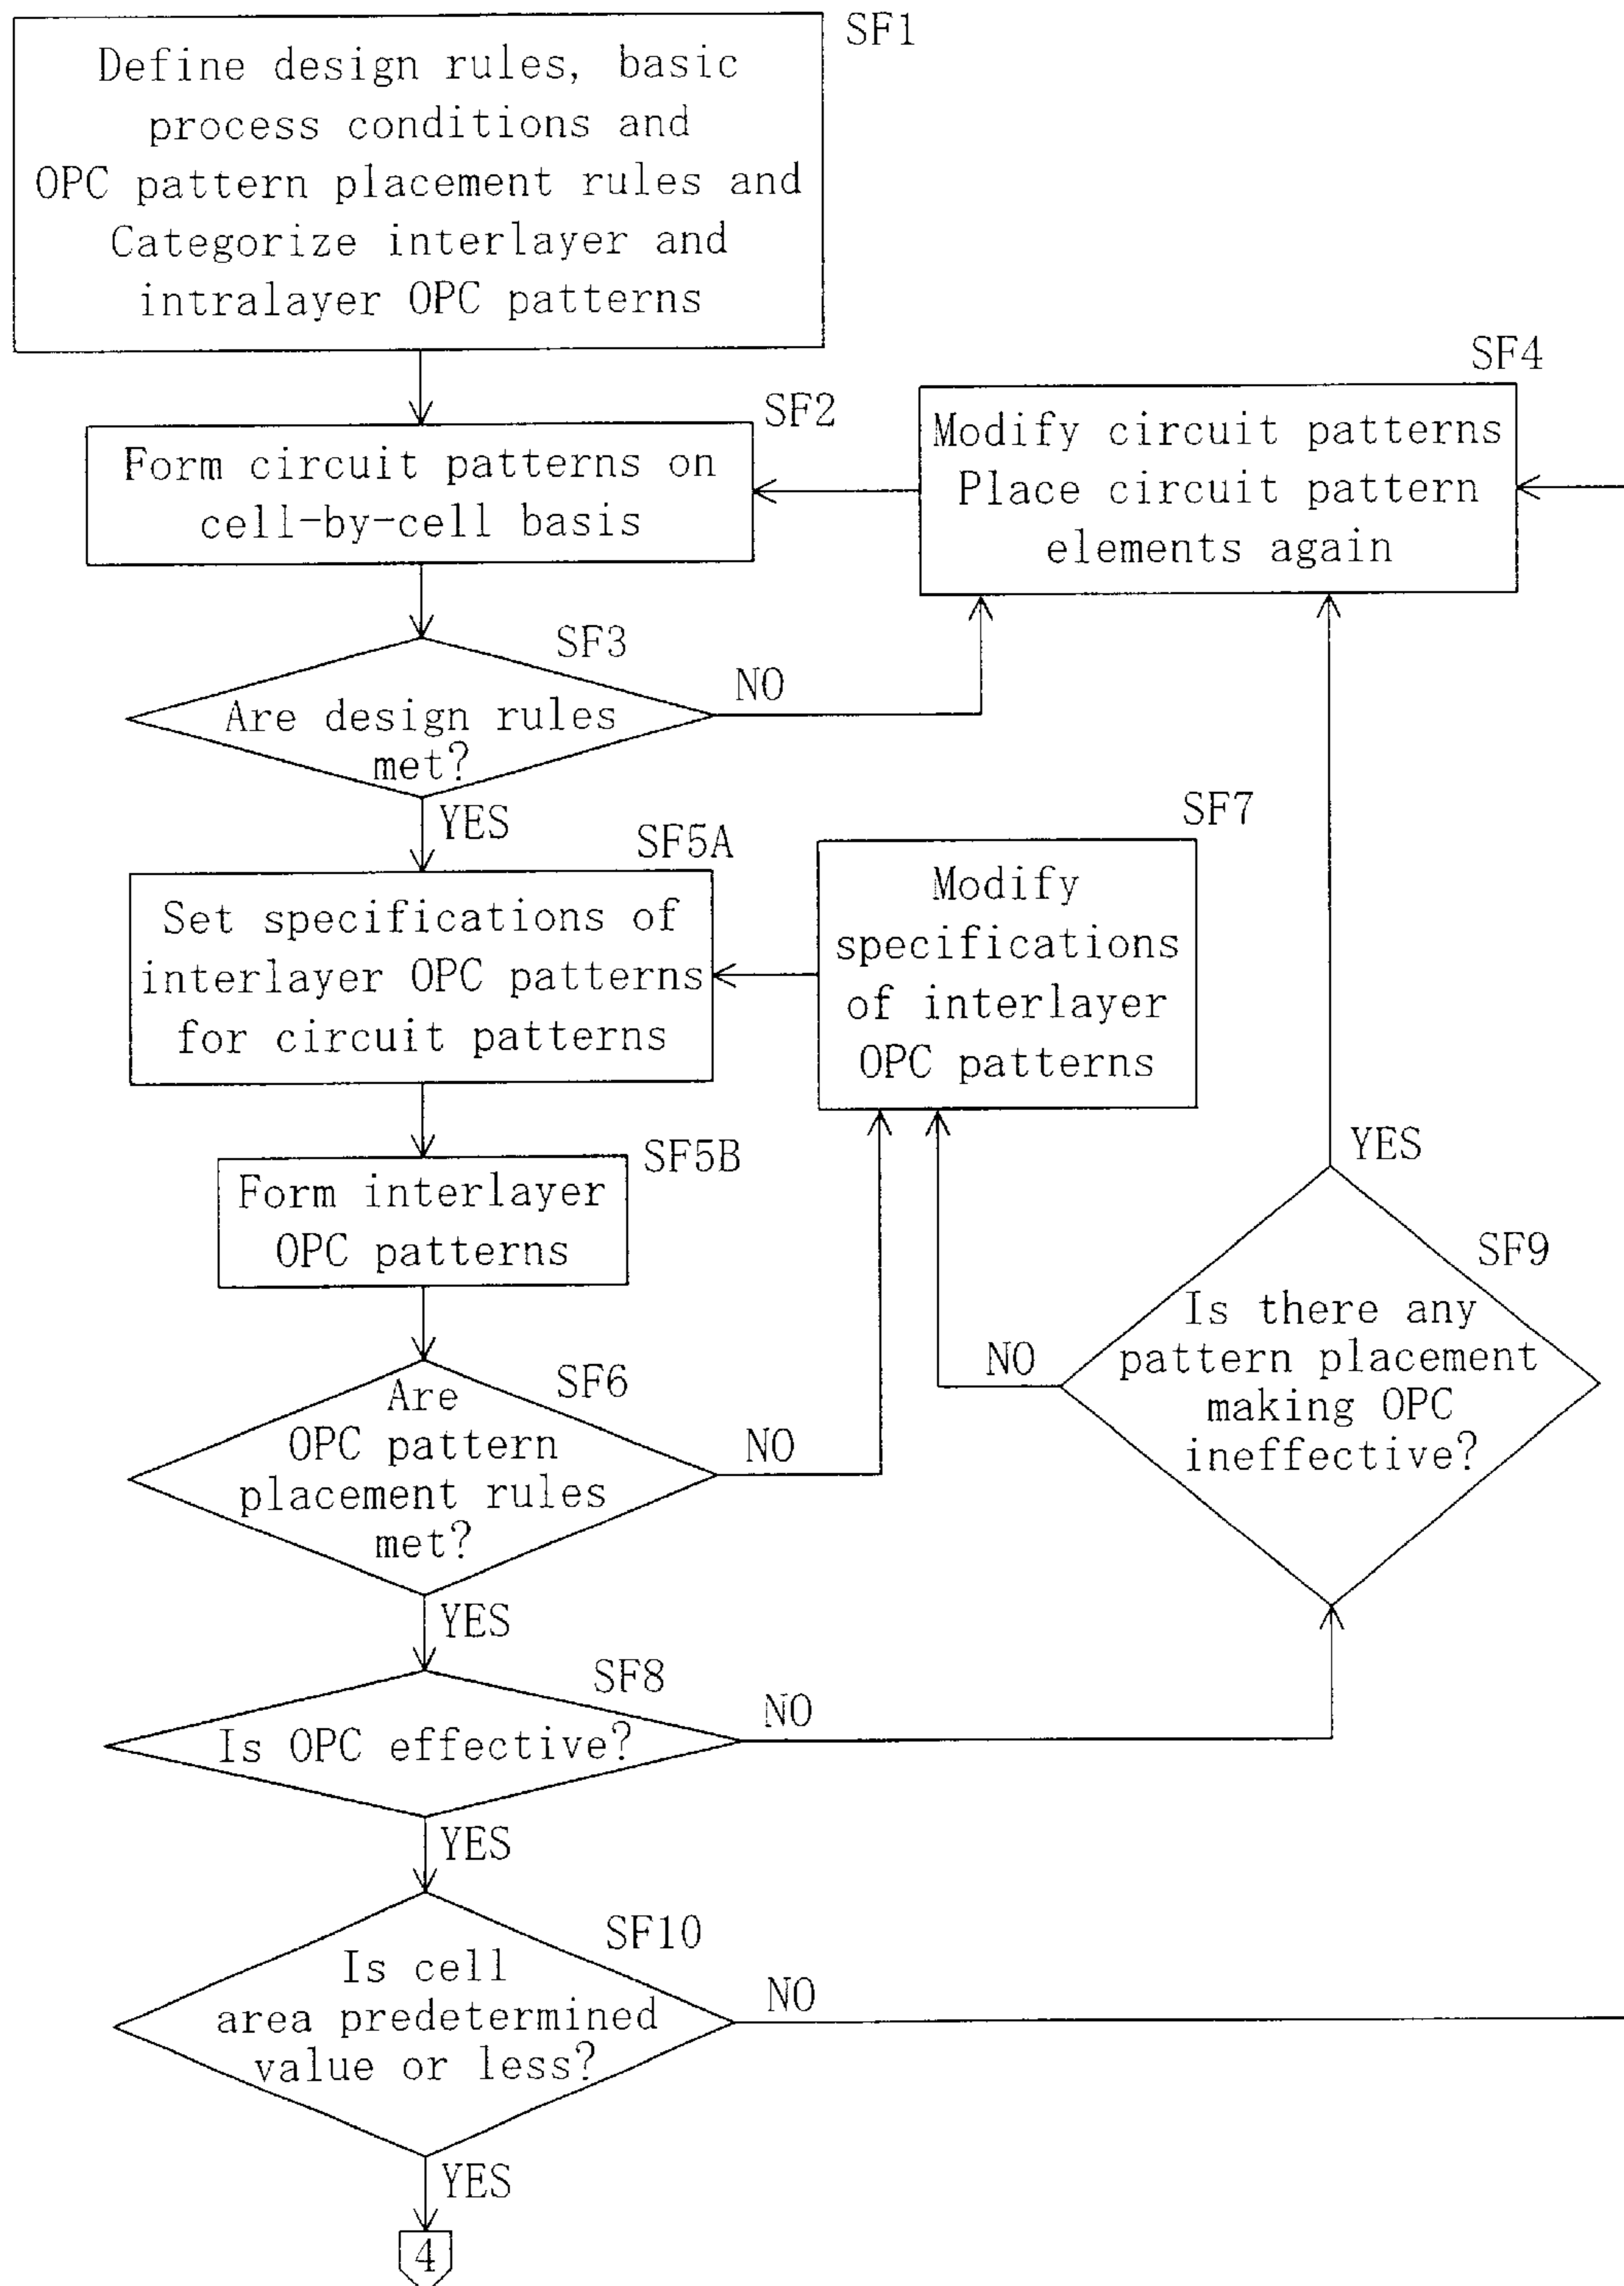 SF1
Define design rules, basic
process conditions and
OPC pattern placement rules and
Categorize interlayer and
intralayer OPC patterns
SF2
Form circuit patterns on
cell-by-cell basis
SF4
Modify circuit patterns
Place circuit pattern
elements again
SF3
Are design rules
met?
NO
YES
SF5A
Set specifications of
interlayer OPC patterns
for circuit patterns
SF7
Modify
specifications
of interlayer
OPC patterns
SF5B
Form interlayer
OPC patterns
SF6
Are
OPC pattern
placement rules
met?
NO
YES
SF9
Is there any
pattern placement
making OPC
ineffective?
YES
NO
SF8
Is OPC effective?
NO
YES
SF10
Is cell
area predetermined
value or less?
NO
YES
4